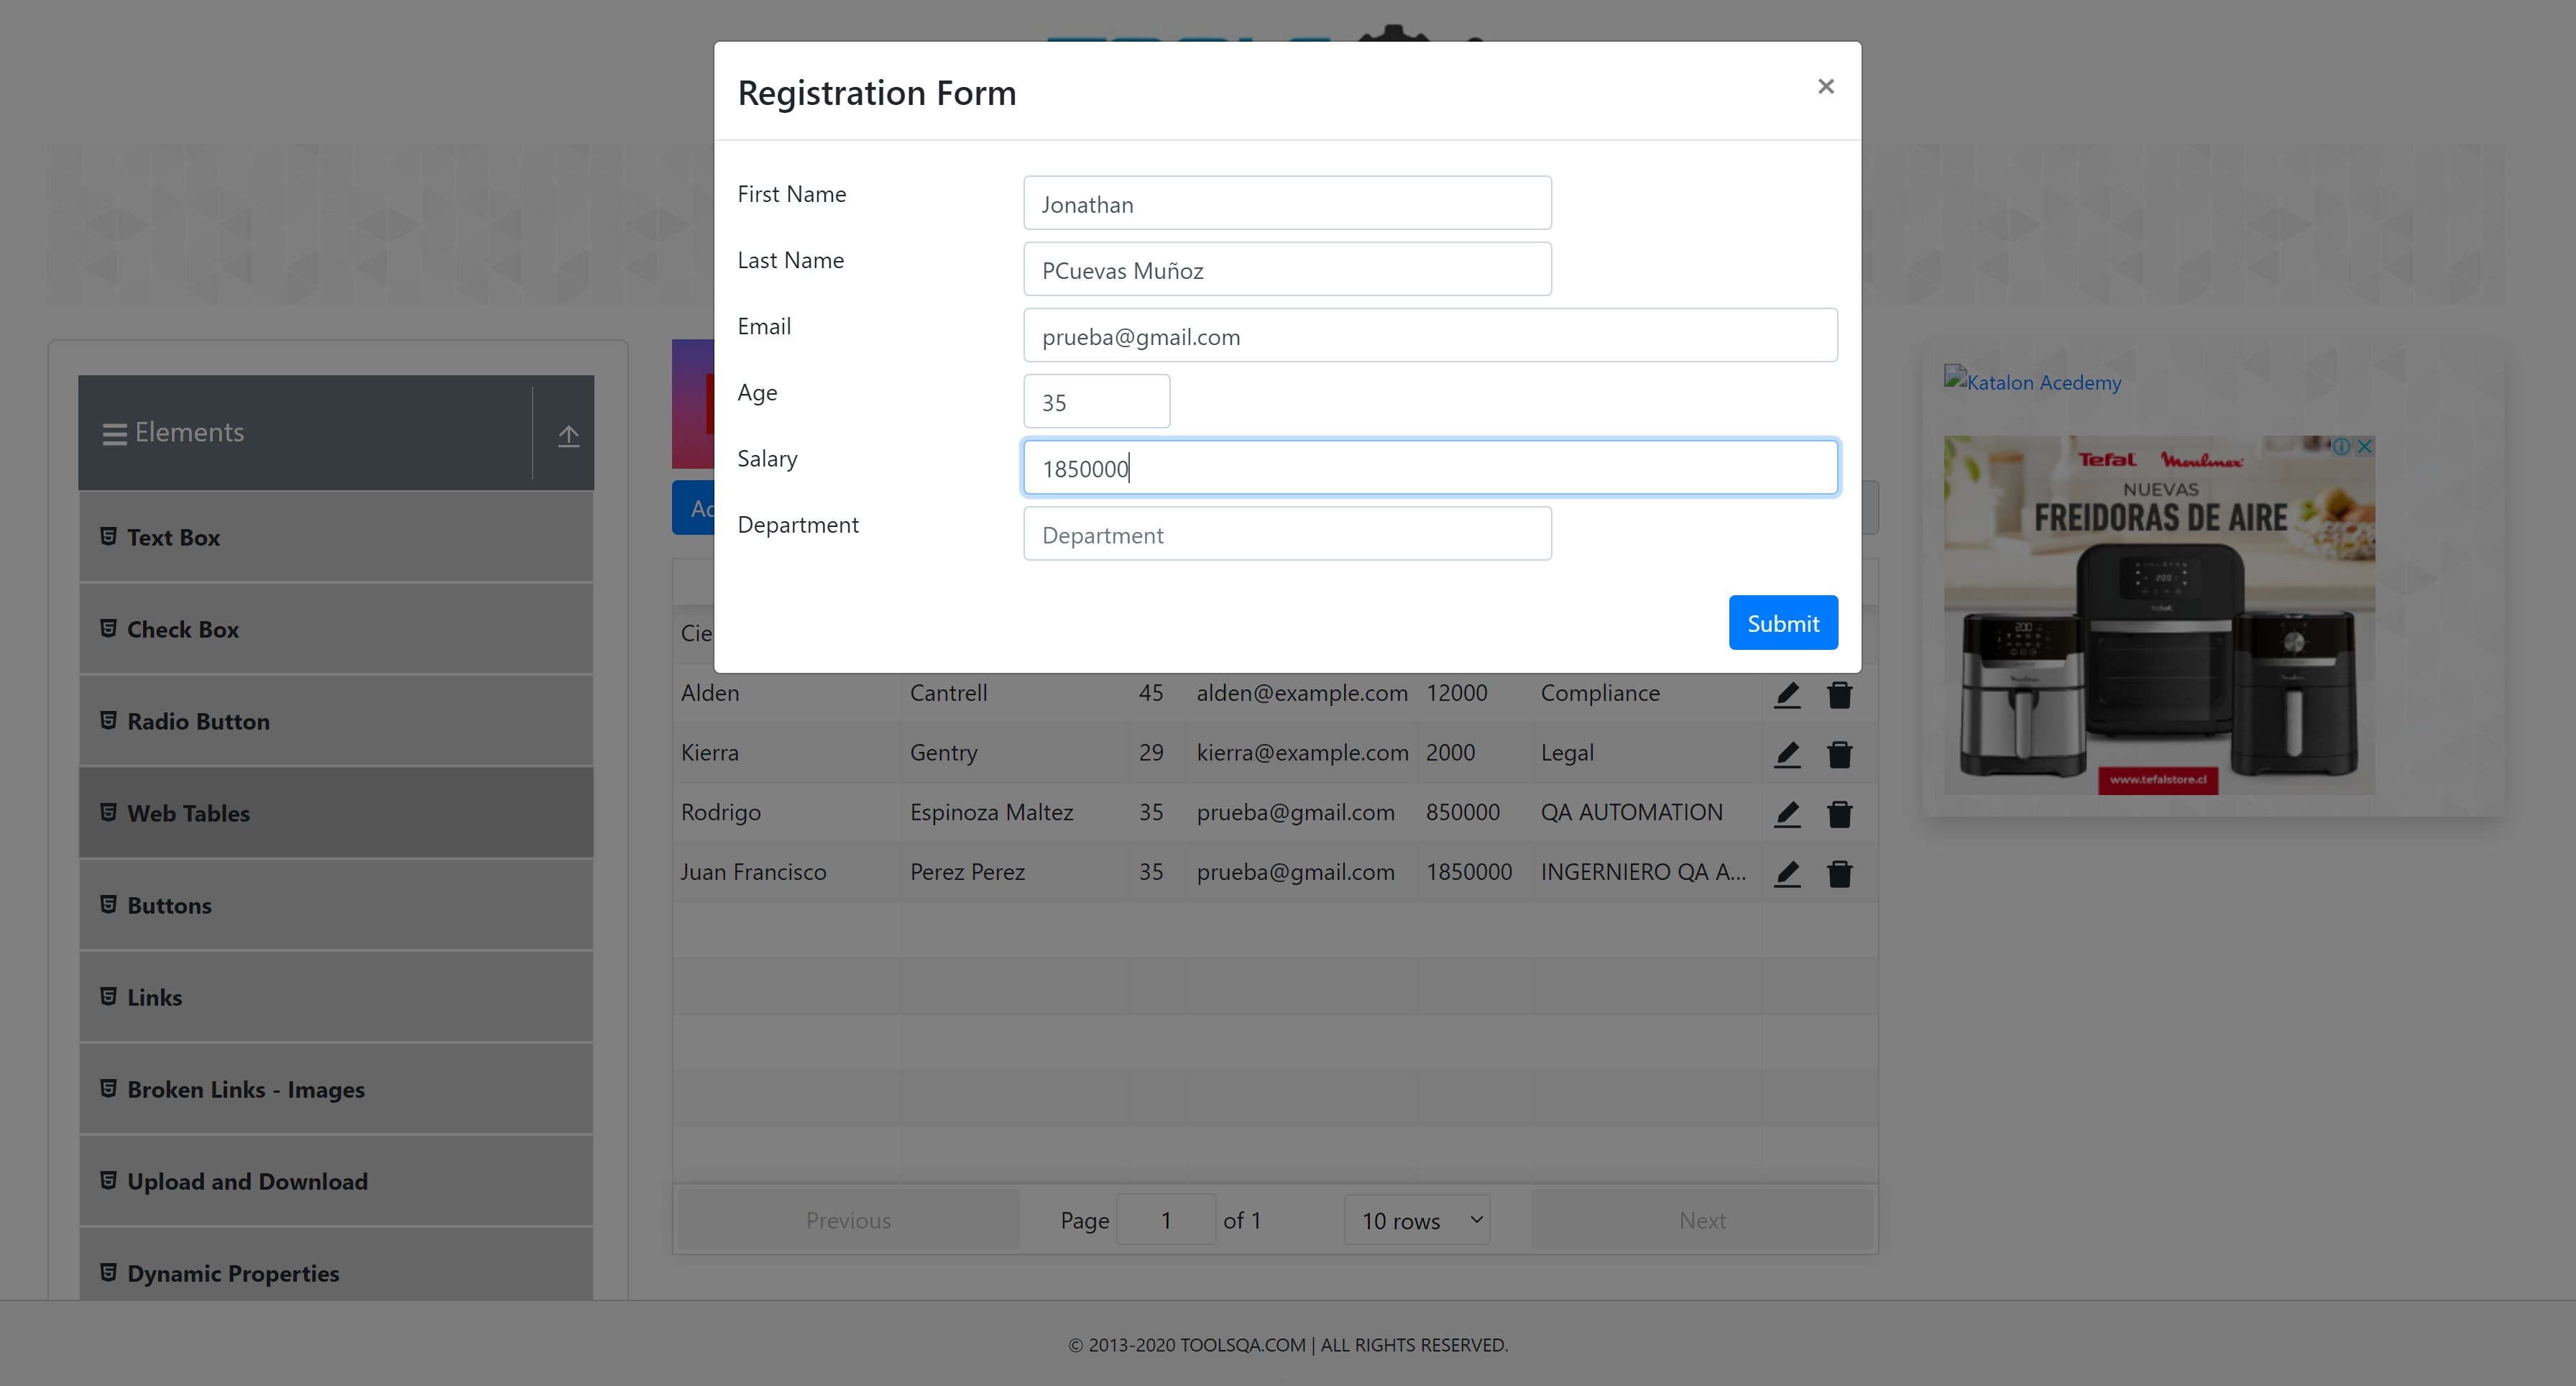 Registration Form
×
First Name
Jonathan
Last Name
PCuevas Muñoz
Email
prueba@gmail.com
Age
35
Salary
1850000
Department
Department
Submit
Elements
Text Box
Check Box
Radio Button
Web Tables
Buttons
Links
Broken Links - Images
Upload and Download
Dynamic Properties
Cie
Alden Cantrell 45 alden@example.com 12000 Compliance
Kierra Gentry 29 kierra@example.com 2000 Legal
Rodrigo Espinoza Maltez 35 prueba@gmail.com 850000 QA AUTOMATION
Juan Francisco Perez Perez 35 prueba@gmail.com 1850000 INGERNIERO QA A...
Previous Page 1 of 1 10 rows Next
Katalon Acedemy
Tefal Moulinex
NUEVAS
FREIDORAS DE AIRE
www.tefalstore.cl
© 2013-2020 TOOLSQA.COM | ALL RIGHTS RESERVED.